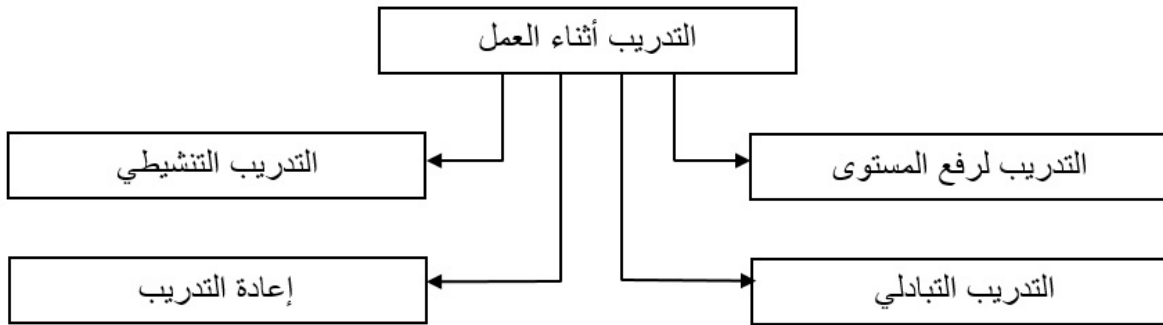 التدريب أثناء العمل
التدريب لرفع المستوى
التدريب التنشيطي
التدريب التبادلي
إعادة التدريب